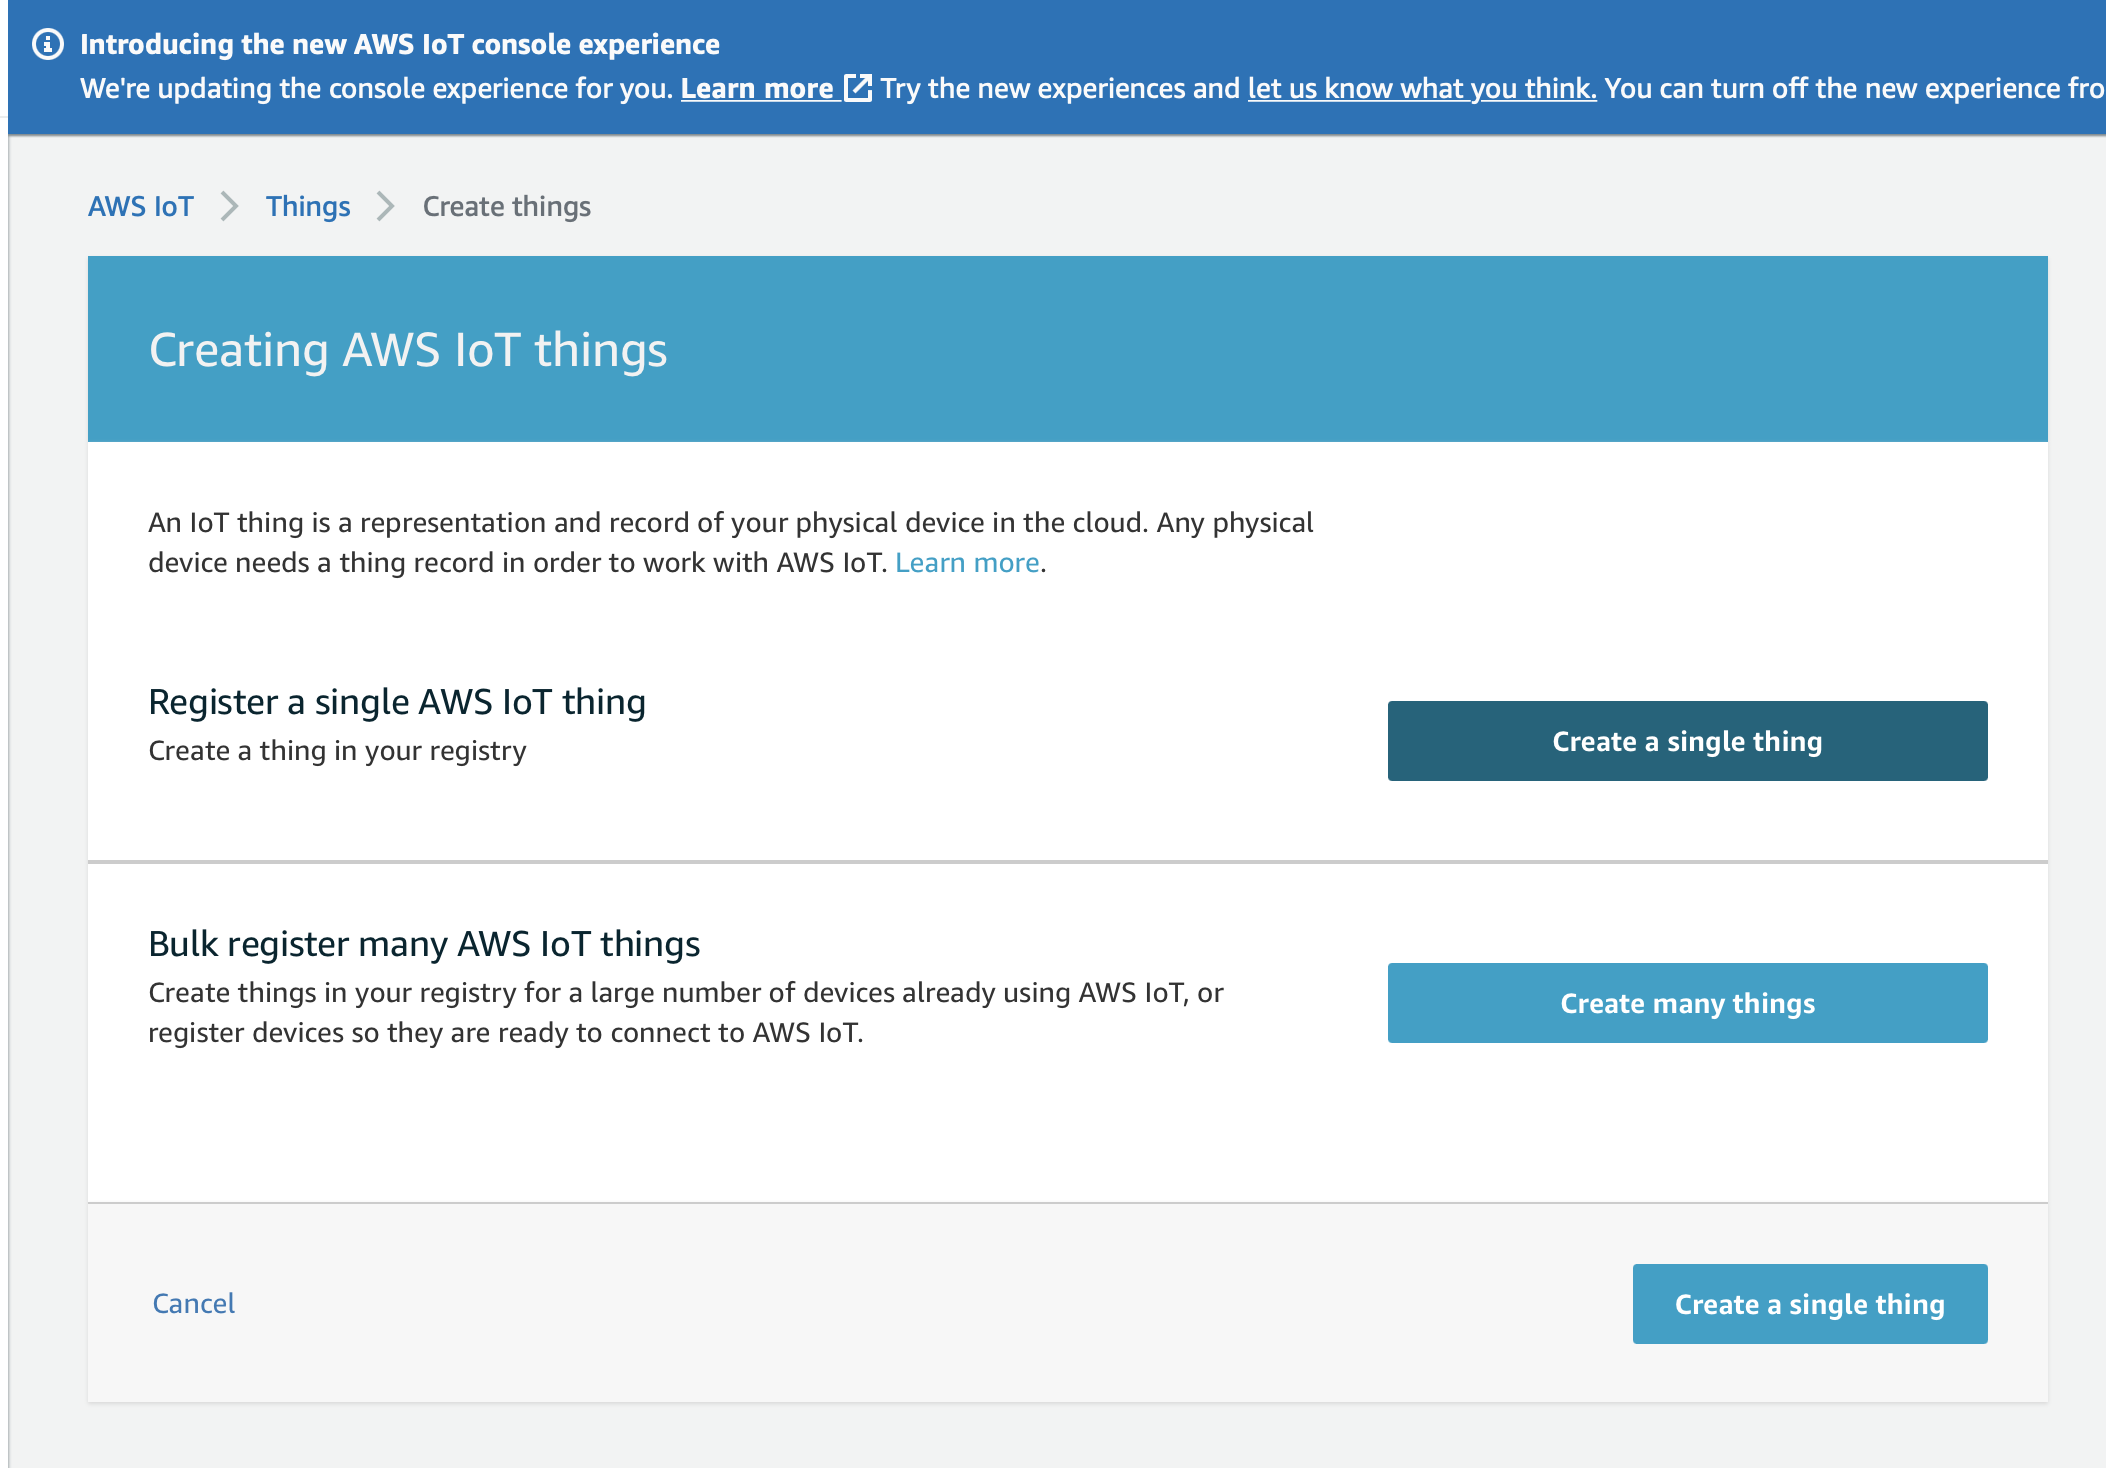 Introducing the new AWS IoT console experience
We're updating the console experience for you. Learn more Try the new experiences and let us know what you think. You can turn off the new experience fro
AWS IoT Things Create things
Creating AWS IoT things
An IoT thing is a representation and record of your physical device in the cloud. Any physical
device needs a thing record in order to work with AWS IoT. Learn more.
Register a single AWS IoT thing
Create a thing in your registry
Create a single thing
Bulk register many AWS IoT things
Create things in your registry for a large number of devices already using AWS IoT, or
register devices so they are ready to connect to AWS IoT.
Create many things
Cancel
Create a single thing